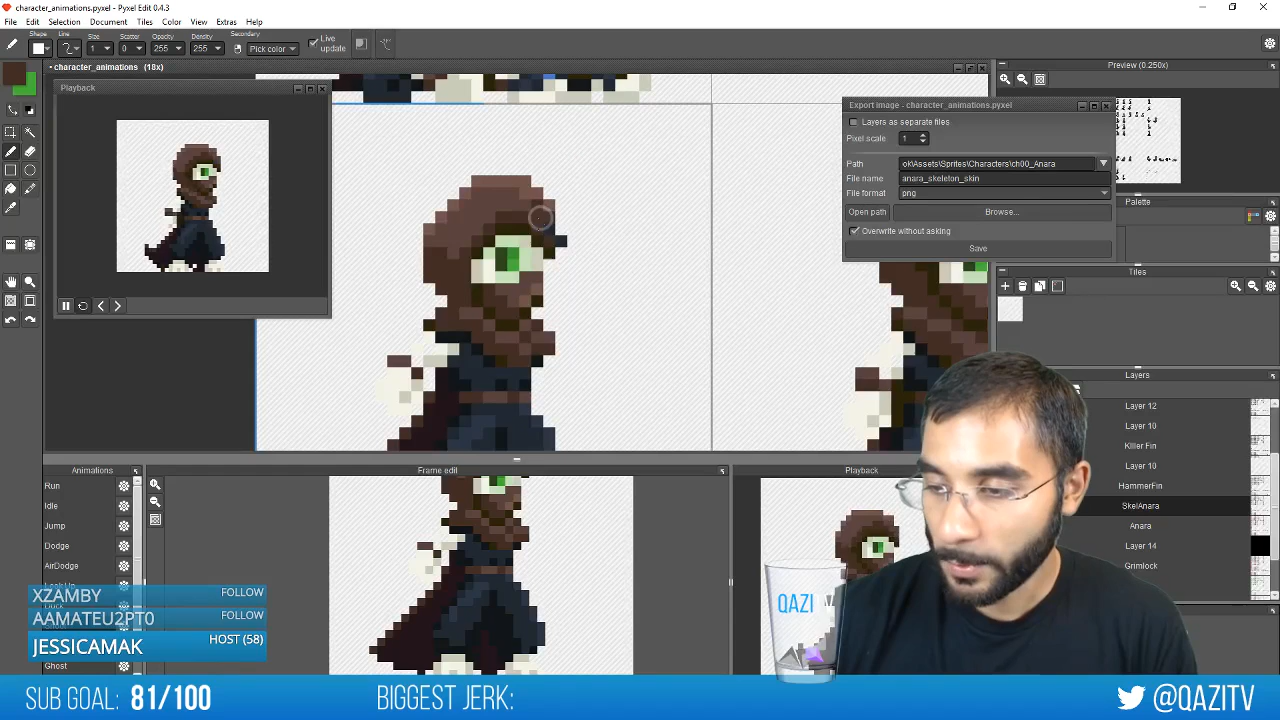 character_animations.pyxel - Pyxel Edit 0.4.3
File Edit Selection Document Tiles Color View Extras Help
Shape Line Size Scatter Opacity Density Secondary
1 0 255 255 Pick color Live update
character_animations (18x)
Preview (0.250x)
Playback
Export image - character_animations.pyxel
Layers as separate files
Pixel scale 1
Path ok\Assets\Sprites\Characters\ch00_Anara
File name anara_skeleton_skin
File format png
Open path Browse...
Overwrite without asking
Save
Palette
Tiles
Layers
Layer 12
Layer 10
Killer Fin
Layer 10
HammerFin
SkelAnara
Anara
Layer 14
Grimlock
Animations
Frame edit
Playback
Run
Idle
Jump
Dodge
AirDodge
Ghost
XZAMBY FOLLOW
AAMATEU2PT0 FOLLOW
JESSICAMAK HOST (58)
QAZI
SUB GOAL: 81/100
BIGGEST JERK:
@QAZITV